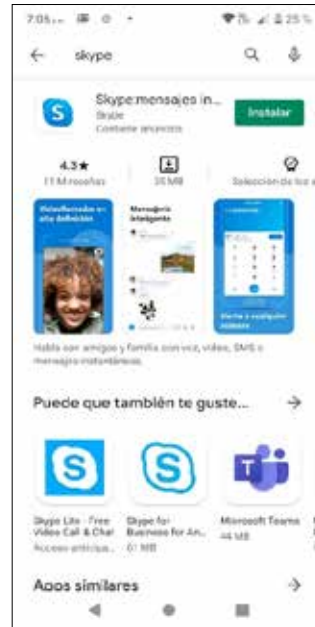 7:05
25 %
skype
Skype: mensajes in...
Skype
Contiene anuncios
Instalar
4.3★
11 M reseñas
35 MB
Selección de los
Videollamadas en
alta definición
Mensajería
inteligente
Habla con amigos y familia con voz, video, SMS o
mensajes instantáneos.
Puede que también te guste...
Skype Lite - Free
Video Call & Chat
Acceso anticipa...
Skype for
Business for An...
61 MB
Microsoft Teams
44 MB
Apps similares